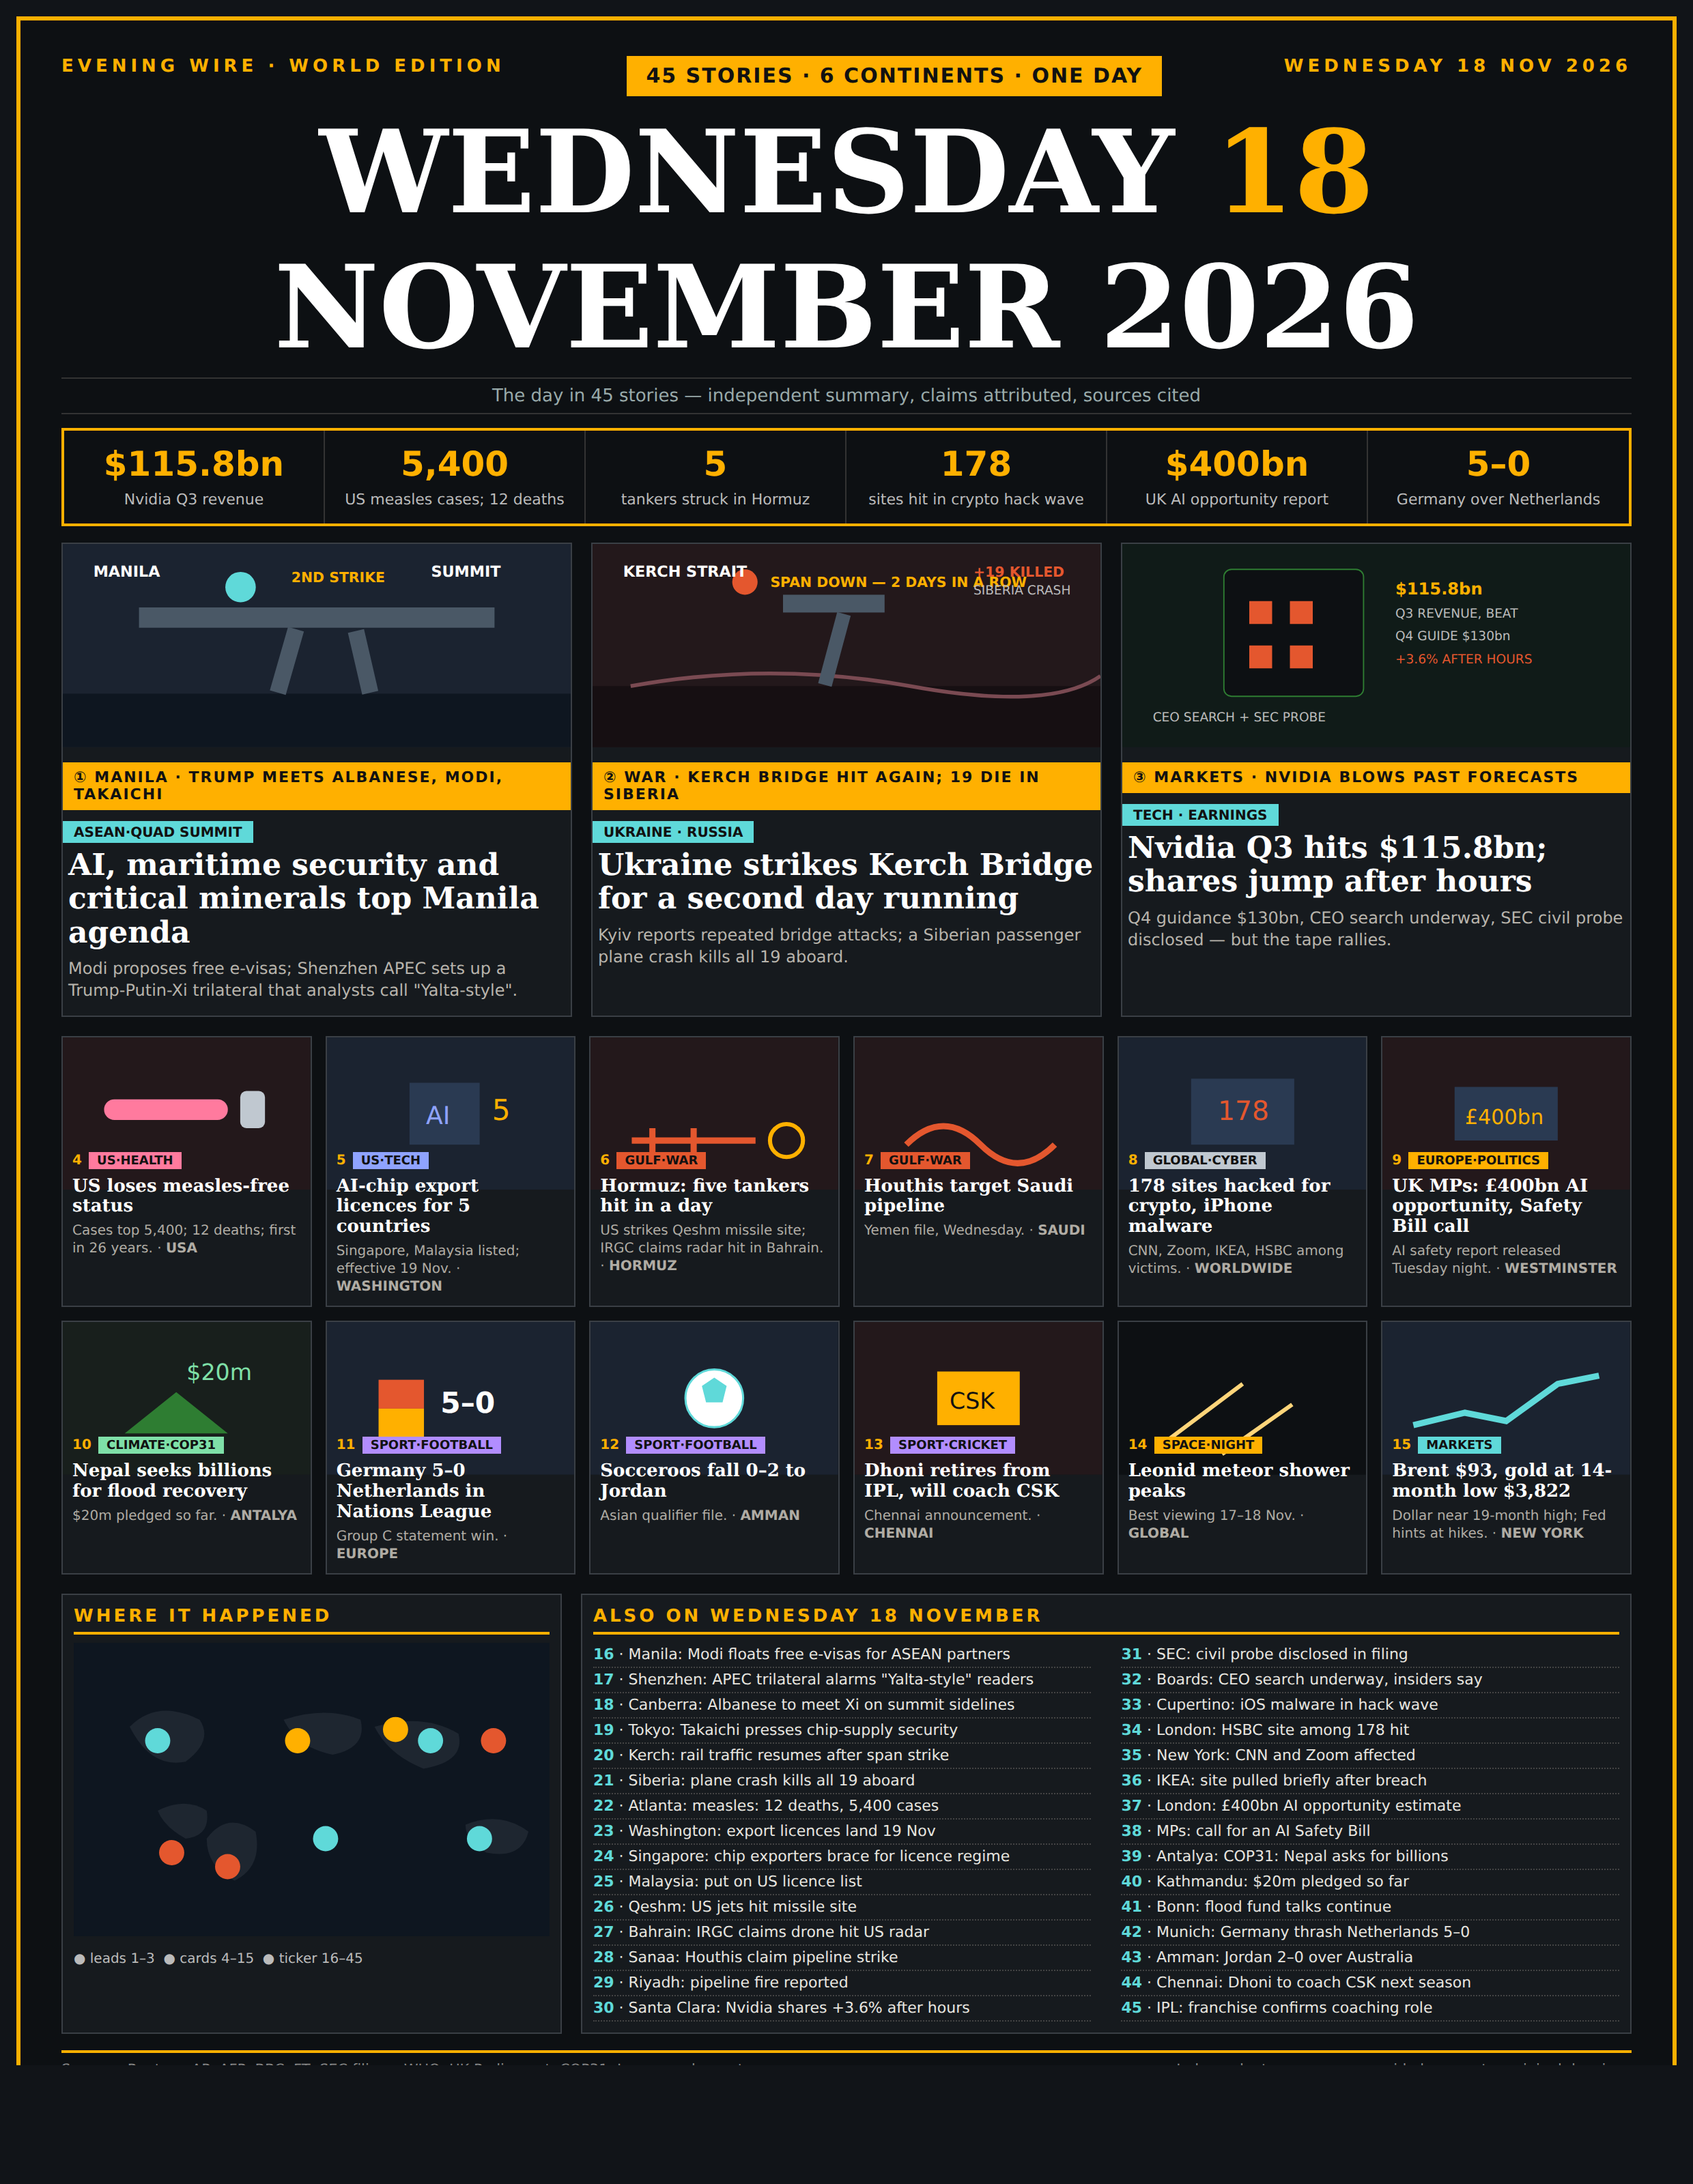 EVENING WIRE · WORLD EDITION
45 STORIES · 6 CONTINENTS · ONE DAY
WEDNESDAY 18 NOV 2026
WEDNESDAY 18
NOVEMBER 2026
The day in 45 stories — independent summary, claims attributed, sources cited
$115.8bn
Nvidia Q3 revenue
5,400
US measles cases; 12 deaths
5
tankers struck in Hormuz
178
sites hit in crypto hack wave
$400bn
UK AI opportunity report
5–0
Germany over Netherlands
MANILA
2ND STRIKE
SUMMIT
① MANILA · TRUMP MEETS ALBANESE, MODI,
TAKAICHI
ASEAN·QUAD SUMMIT
AI, maritime security and
critical minerals top Manila
agenda
Modi proposes free e-visas; Shenzhen APEC sets up a
Trump-Putin-Xi trilateral that analysts call "Yalta-style".
KERCH STRAIT
SPAN DOWN — 2 DAYS IN A ROW
+19 KILLED
SIBERIA CRASH
② WAR · KERCH BRIDGE HIT AGAIN; 19 DIE IN
SIBERIA
UKRAINE · RUSSIA
Ukraine strikes Kerch Bridge
for a second day running
Kyiv reports repeated bridge attacks; a Siberian passenger
plane crash kills all 19 aboard.
$115.8bn
Q3 REVENUE, BEAT
Q4 GUIDE $130bn
+3.6% AFTER HOURS
CEO SEARCH + SEC PROBE
③ MARKETS · NVIDIA BLOWS PAST FORECASTS
TECH · EARNINGS
Nvidia Q3 hits $115.8bn;
shares jump after hours
Q4 guidance $130bn, CEO search underway, SEC civil probe
disclosed — but the tape rallies.
4 US·HEALTH
US loses measles-free
status
Cases top 5,400; 12 deaths; first
in 26 years. · USA
AI 5
5 US·TECH
AI-chip export
licences for 5
countries
Singapore, Malaysia listed;
effective 19 Nov. ·
WASHINGTON
6 GULF·WAR
Hormuz: five tankers
hit in a day
US strikes Qeshm missile site;
IRGC claims radar hit in Bahrain.
· HORMUZ
7 GULF·WAR
Houthis target Saudi
pipeline
Yemen file, Wednesday. · SAUDI
178
8 GLOBAL·CYBER
178 sites hacked for
crypto, iPhone
malware
CNN, Zoom, IKEA, HSBC among
victims. · WORLDWIDE
£400bn
9 EUROPE·POLITICS
UK MPs: £400bn AI
opportunity, Safety
Bill call
AI safety report released
Tuesday night. · WESTMINSTER
$20m
10 CLIMATE·COP31
Nepal seeks billions
for flood recovery
$20m pledged so far. · ANTALYA
5–0
11 SPORT·FOOTBALL
Germany 5–0
Netherlands in
Nations League
Group C statement win. ·
EUROPE
12 SPORT·FOOTBALL
Socceroos fall 0–2 to
Jordan
Asian qualifier file. · AMMAN
CSK
13 SPORT·CRICKET
Dhoni retires from
IPL, will coach CSK
Chennai announcement. ·
CHENNAI
14 SPACE·NIGHT
Leonid meteor shower
peaks
Best viewing 17–18 Nov. ·
GLOBAL
15 MARKETS
Brent $93, gold at 14-
month low $3,822
Dollar near 19-month high; Fed
hints at hikes. · NEW YORK
WHERE IT HAPPENED
● leads 1–3 ● cards 4–15 ● ticker 16–45
ALSO ON WEDNESDAY 18 NOVEMBER
16 · Manila: Modi floats free e-visas for ASEAN partners
17 · Shenzhen: APEC trilateral alarms "Yalta-style" readers
18 · Canberra: Albanese to meet Xi on summit sidelines
19 · Tokyo: Takaichi presses chip-supply security
20 · Kerch: rail traffic resumes after span strike
21 · Siberia: plane crash kills all 19 aboard
22 · Atlanta: measles: 12 deaths, 5,400 cases
23 · Washington: export licences land 19 Nov
24 · Singapore: chip exporters brace for licence regime
25 · Malaysia: put on US licence list
26 · Qeshm: US jets hit missile site
27 · Bahrain: IRGC claims drone hit US radar
28 · Sanaa: Houthis claim pipeline strike
29 · Riyadh: pipeline fire reported
30 · Santa Clara: Nvidia shares +3.6% after hours
31 · SEC: civil probe disclosed in filing
32 · Boards: CEO search underway, insiders say
33 · Cupertino: iOS malware in hack wave
34 · London: HSBC site among 178 hit
35 · New York: CNN and Zoom affected
36 · IKEA: site pulled briefly after breach
37 · London: £400bn AI opportunity estimate
38 · MPs: call for an AI Safety Bill
39 · Antalya: COP31: Nepal asks for billions
40 · Kathmandu: $20m pledged so far
41 · Bonn: flood fund talks continue
42 · Munich: Germany thrash Netherlands 5–0
43 · Amman: Jordan 2–0 over Australia
44 · Chennai: Dhoni to coach CSK next season
45 · IPL: franchise confirms coaching role